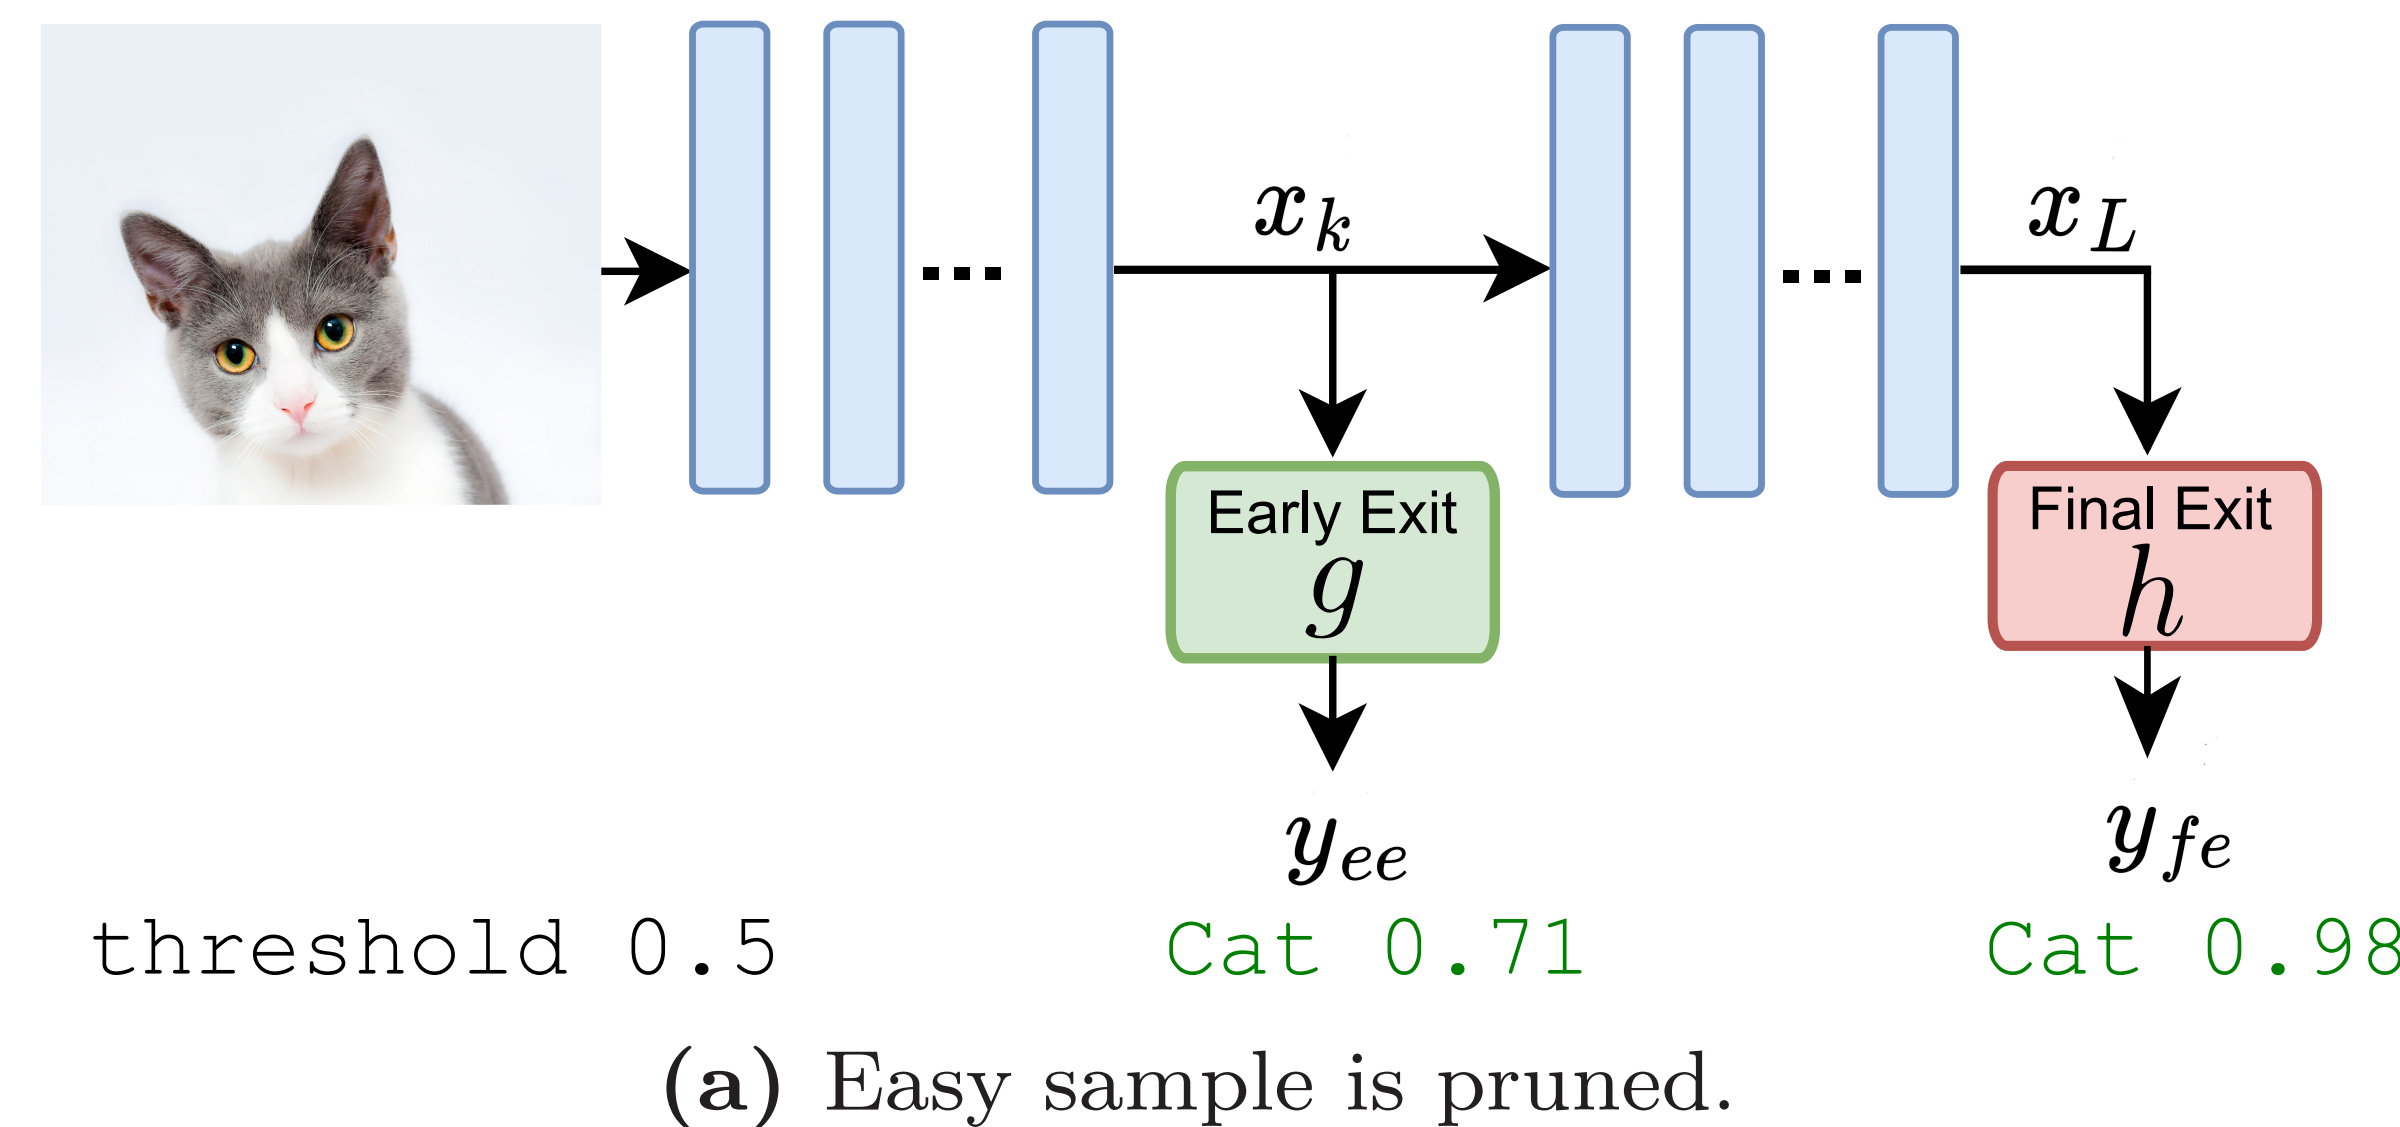 x_k
x_L
Early Exit
g
Final Exit
h
y_ee
y_fe
threshold 0.5
Cat 0.71
Cat 0.98
(a) Easy sample is pruned.